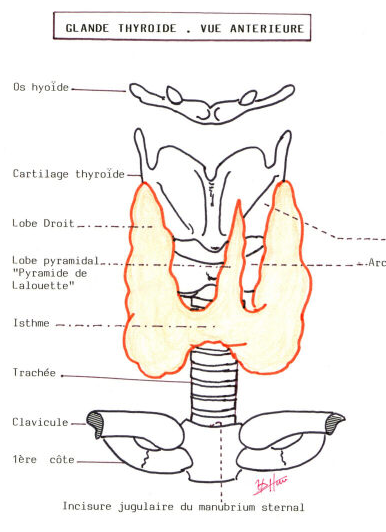 GLANDE THYROIDE . VUE ANTERIEURE
Os hyoïde
Cartilage thyroïde
Lobe Droit
Lobe pyramidal
"Pyramide de
Lalouette"
Arc
Isthme
Trachée
Clavicule
1ère côte
Incisure jugulaire du manubrium sternal